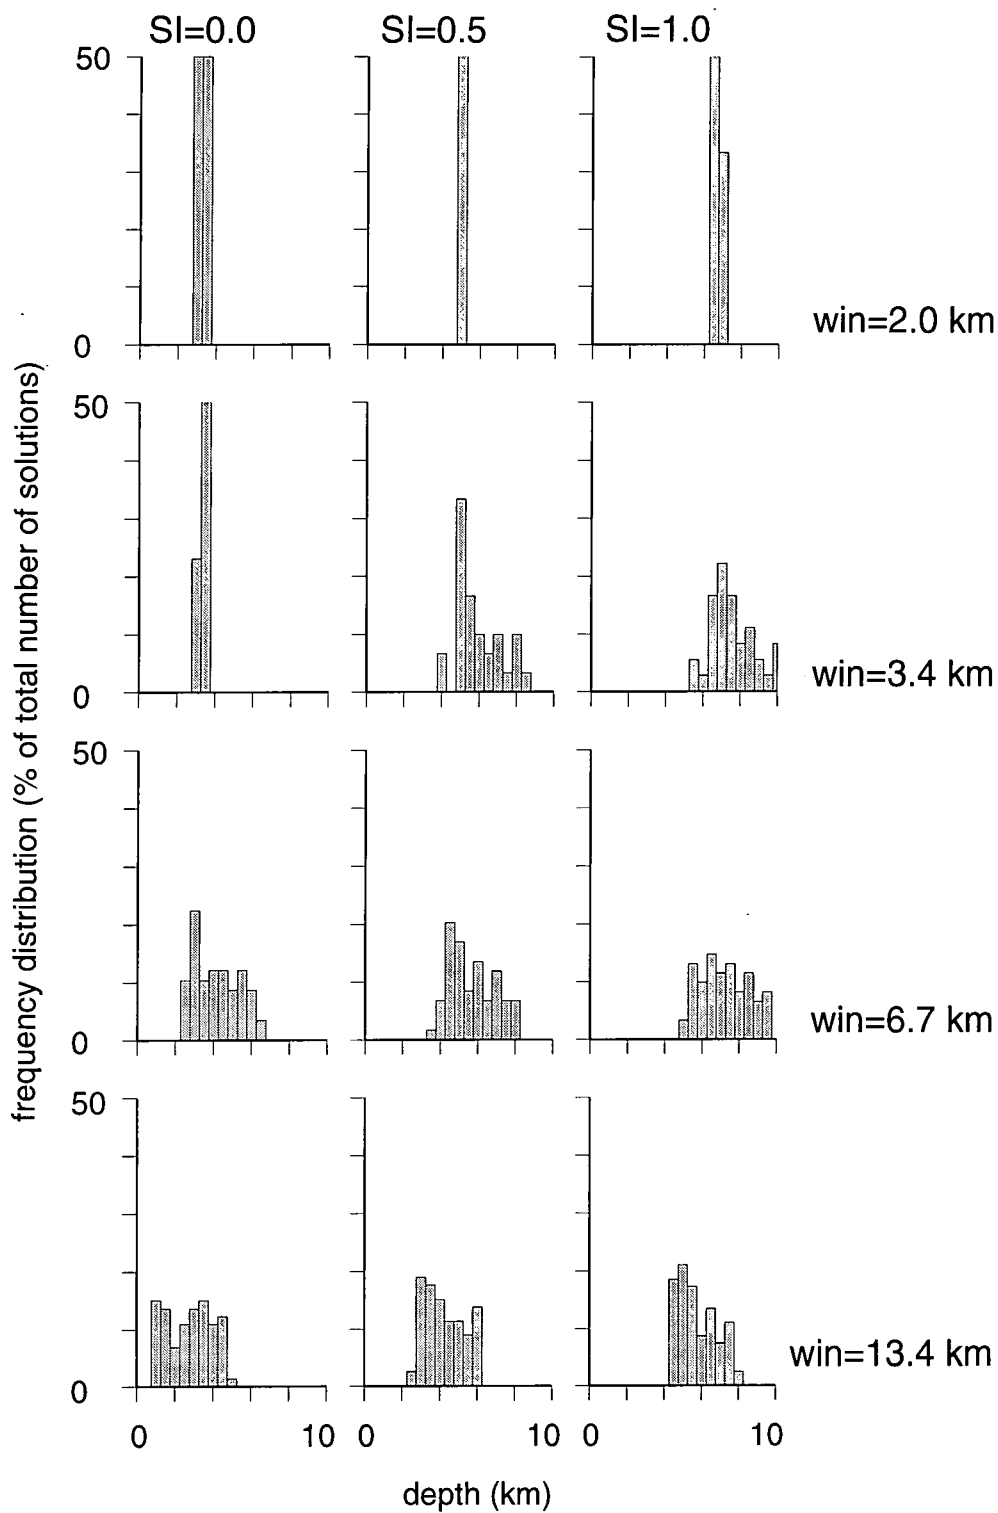 SI=0.0 SI=0.5 SI=1.0
50
0
win=2.0 km
50
0
win=3.4 km
50
0
win=6.7 km
50
0
win=13.4 km
0 10 0 10 0 10
depth (km)
frequency distribution (% of total number of solutions)